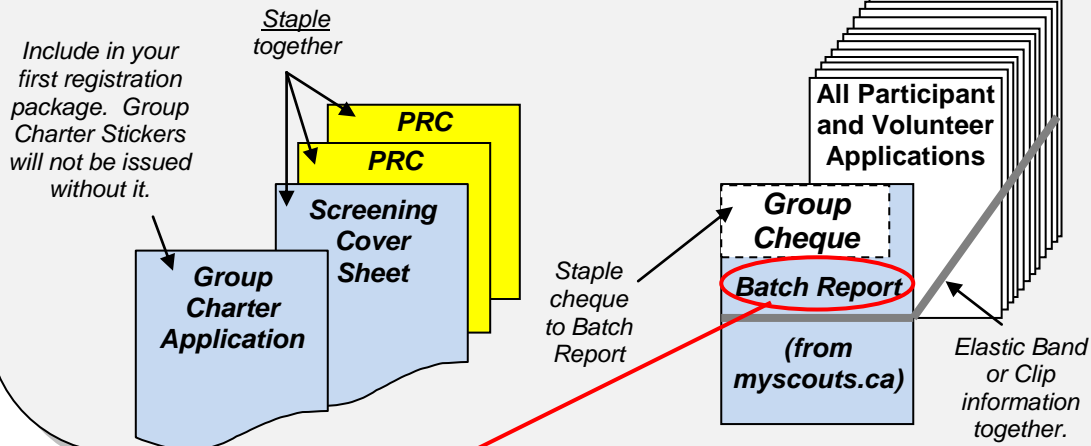 Include in your
first registration
package. Group
Charter Stickers
will not be issued
without it.
Staple
together
PRC
PRC
Screening
Cover
Sheet
Group
Charter
Application
All Participant
and Volunteer
Applications
Group
Cheque
Batch Report
(from
myscouts.ca)
Staple
cheque
to Batch
Report
Elastic Band
or Clip
information
together.